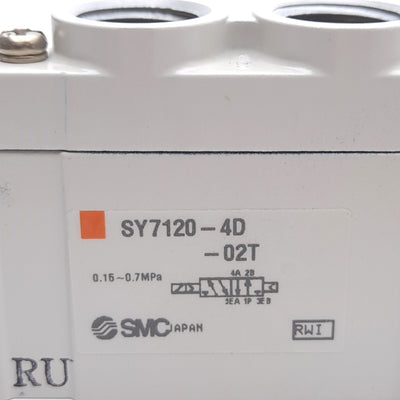 SY7120-4D
-02T
0.15~0.7MPa
4A 2B
5EA 1P 3EB
SMC JAPAN
RWI
RU